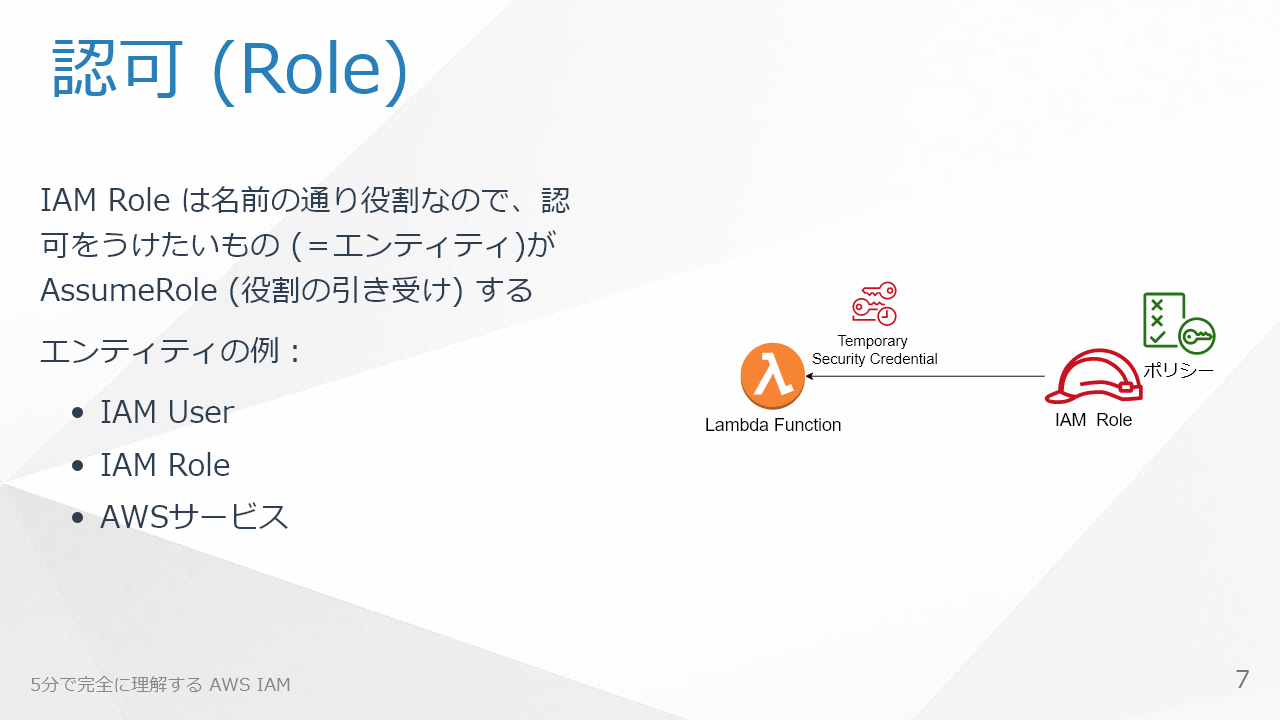 認可 (Role)
IAM Role は名前の通り役割なので、認
可をうけたいもの (＝エンティティ)が
AssumeRole (役割の引き受け) する
エンティティの例：
• IAM User
• IAM Role
• AWSサービス
Temporary
Security Credential
Lambda Function
ポリシー
IAM Role
5分で完全に理解する AWS IAM
7